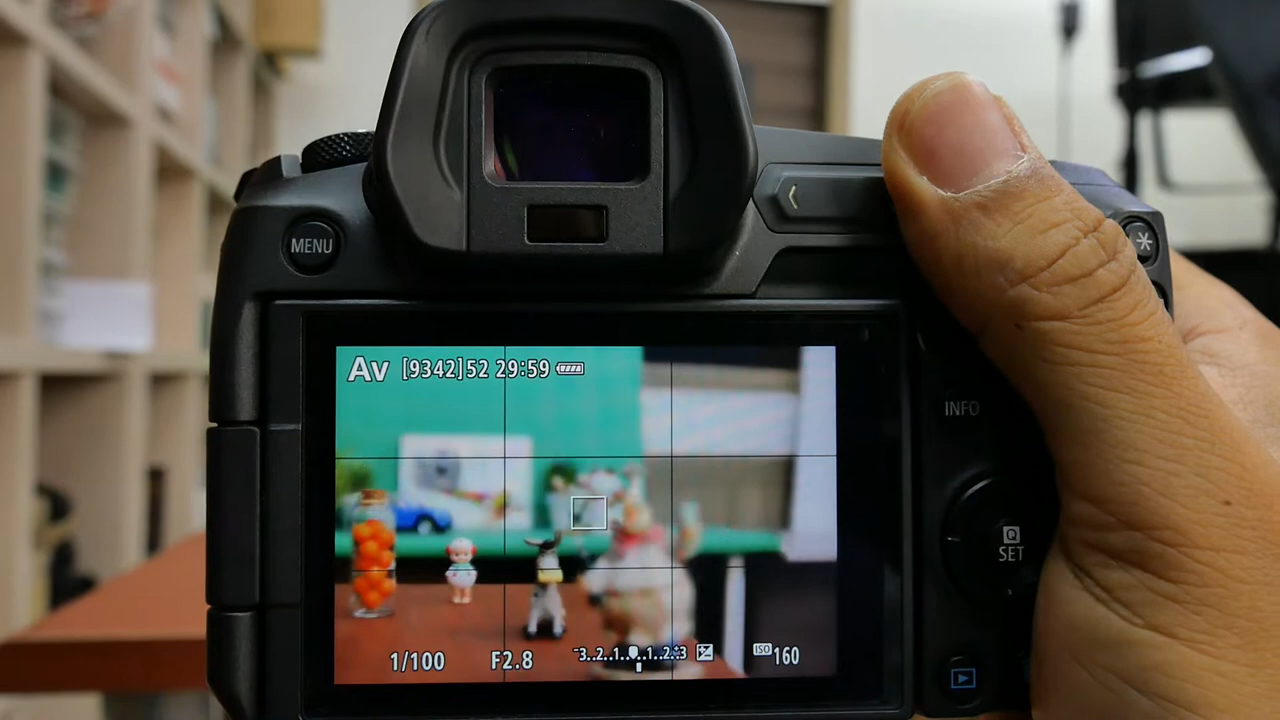 MENU
Av [9342]52 29:59
INFO
Q
SET
1/100 F2.8 -3..2..1..0..1..2..3 ISO 160